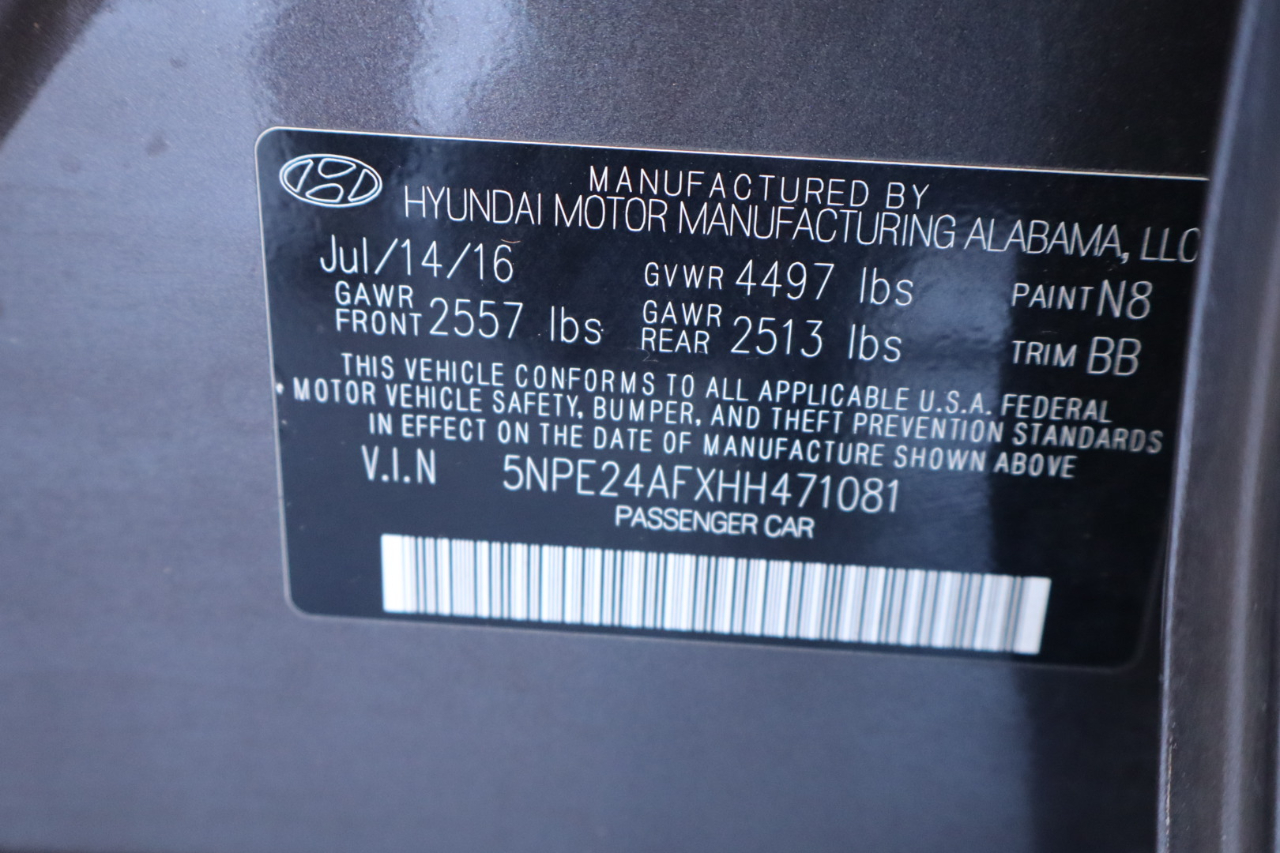 MANUFACTURED BY
HYUNDAI MOTOR MANUFACTURING ALABAMA, LLC
Jul/14/16 GVWR 4497 lbs PAINT N8
GAWR FRONT 2557 lbs GAWR REAR 2513 lbs TRIM BB
THIS VEHICLE CONFORMS TO ALL APPLICABLE U.S.A. FEDERAL
MOTOR VEHICLE SAFETY, BUMPER, AND THEFT PREVENTION STANDARDS
IN EFFECT ON THE DATE OF MANUFACTURE SHOWN ABOVE
V.I.N 5NPE24AFXHH471081
PASSENGER CAR